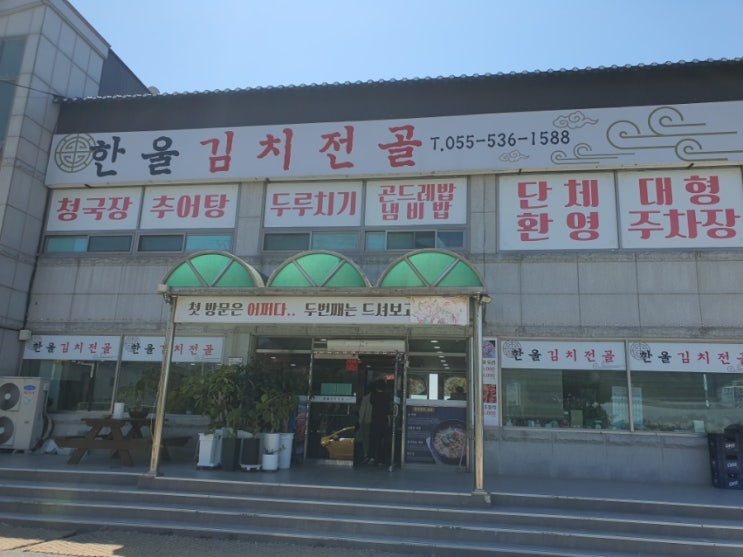 한울 김치전골 T.055-536-1588
청국장 추어탕 두루치기
곤드레밥
냄비밥
단체
환영
대형
주차장
첫 방문은 어쩌다.. 두번째는 드셔보고
한울김치전골 한울김치전골 한울김치전골 한울김치전골